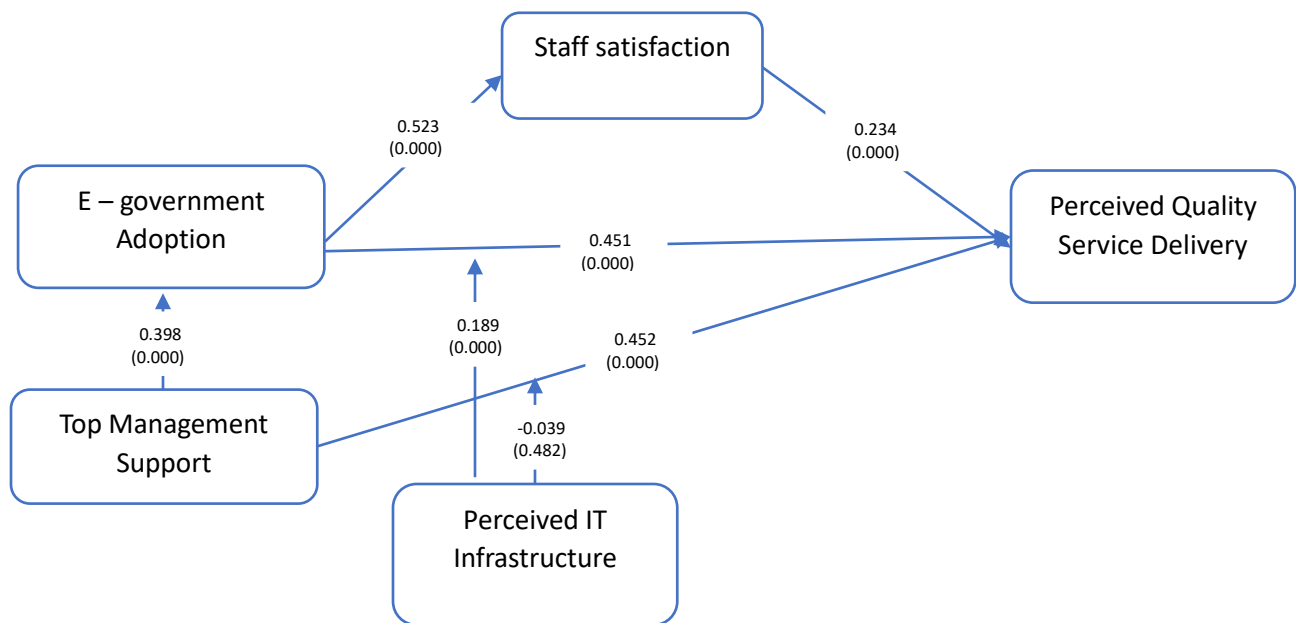 Staff satisfaction
0.523
(0.000)
0.234
(0.000)
E – government
Adoption
Perceived Quality
Service Delivery
0.451
(0.000)
0.398
(0.000)
0.189
(0.000)
0.452
(0.000)
Top Management
Support
-0.039
(0.482)
Perceived IT
Infrastructure